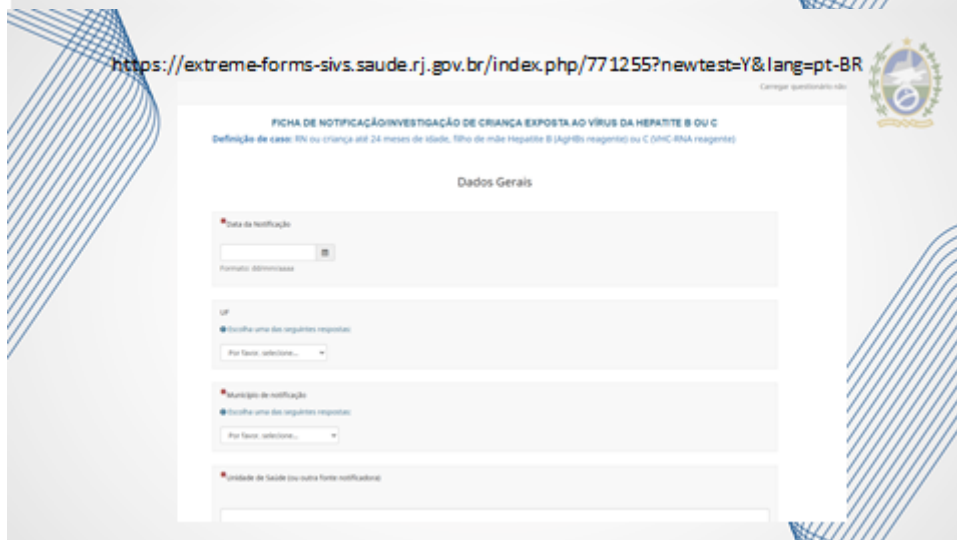 https://extreme-forms-sivs.saude.rj.gov.br/index.php/771255?newtest=Y&lang=pt-BR
Carregar questionário não
FICHA DE NOTIFICAÇÃO/INVESTIGAÇÃO DE CRIANÇA EXPOSTA AO VÍRUS DA HEPATITE B OU C
Definição de caso: RN ou criança até 24 meses de idade, filho de mãe Hepatite B (AgHBs reagente) ou C (VHC-RNA reagente)
Dados Gerais
*Data da Notificação
Formato: dd/mm/aaaa
UF
Escolha uma das seguintes respostas:
Por favor, selecione...
*Município de notificação
Escolha uma das seguintes respostas:
Por favor, selecione...
*Unidade de Saúde (ou outra fonte notificadora)